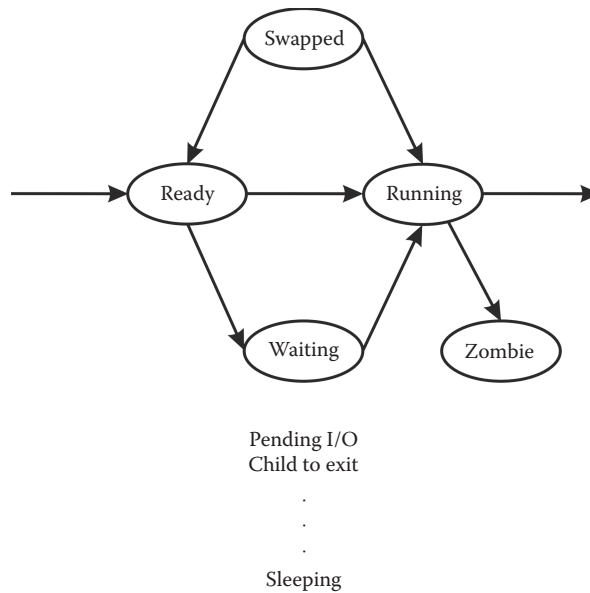 Swapped
Ready
Running
Waiting
Zombie
Pending I/O
Child to exit
.
.
.
Sleeping